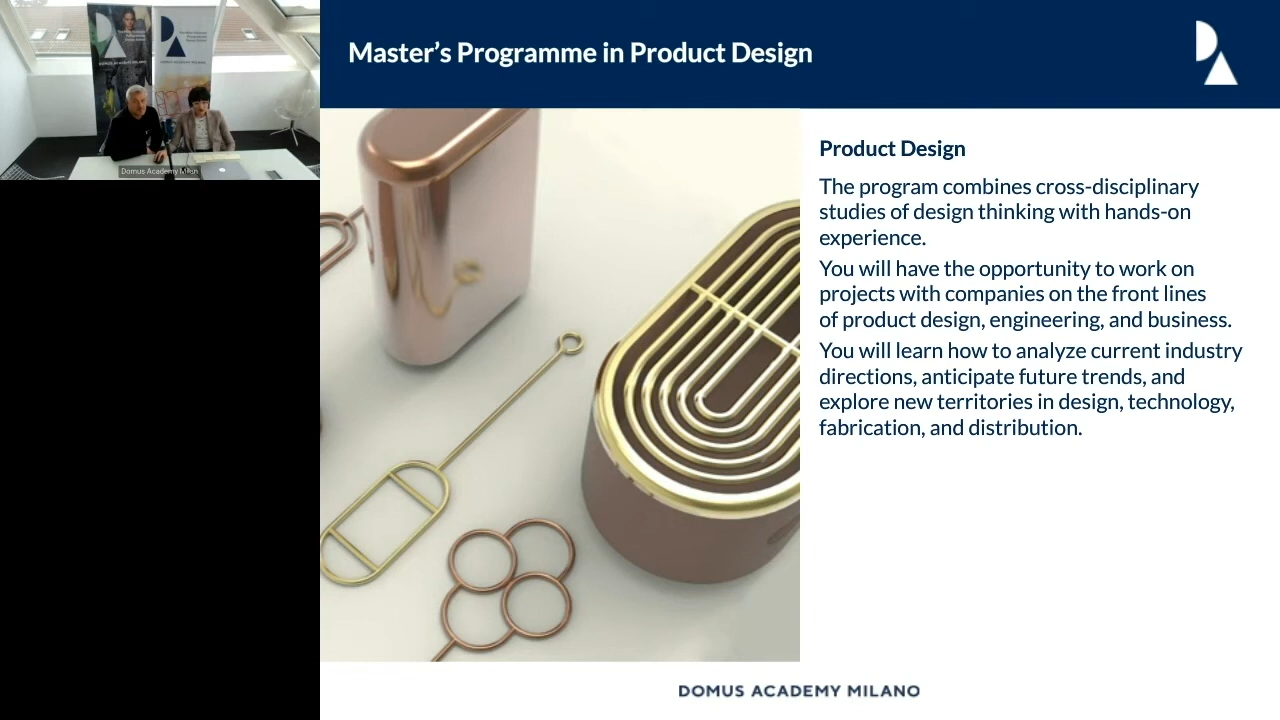 Master's Programme in Product Design
DOMUS ACADEMY MILANO
Domus Academy Milan
Product Design
The program combines cross-disciplinary
studies of design thinking with hands-on
experience.
You will have the opportunity to work on
projects with companies on the front lines
of product design, engineering, and business.
You will learn how to analyze current industry
directions, anticipate future trends, and
explore new territories in design, technology,
fabrication, and distribution.
DOMUS ACADEMY MILANO